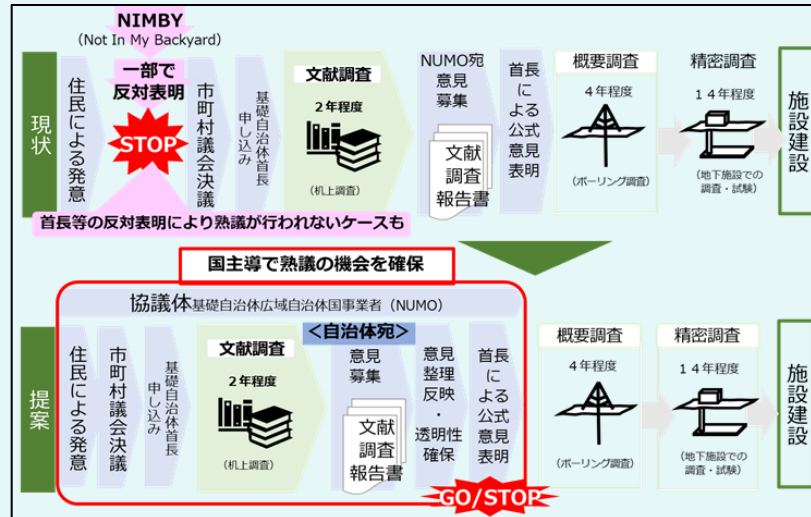 NIMBY
(Not In My Backyard)
現状
住民による発意
一部で
反対表明
STOP
市町村議会決議
基礎自治体首長
申し込み
文献調査
2年程度
(机上調査)
NUMO宛
意見
募集
文献
調査
報告書
首長による公式意見表明
概要調査
4年程度
(ボーリング調査)
精密調査
14年程度
(地下施設での
調査・試験)
施設建設
首長等の反対表明により熟議が行われないケースも
国主導で熟議の機会を確保
協議体基礎自治体広域自治体国事業者(NUMO)
提案
住民による発意
市町村議会決議
基礎自治体首長
申し込み
文献調査
2年程度
(机上調査)
<自治体宛>
意見
募集
文献
調査
報告書
意見
整理
反映
・
透明性
確保
首長による公式意見表明
GO/STOP
概要調査
4年程度
(ボーリング調査)
精密調査
14年程度
(地下施設での
調査・試験)
施設建設